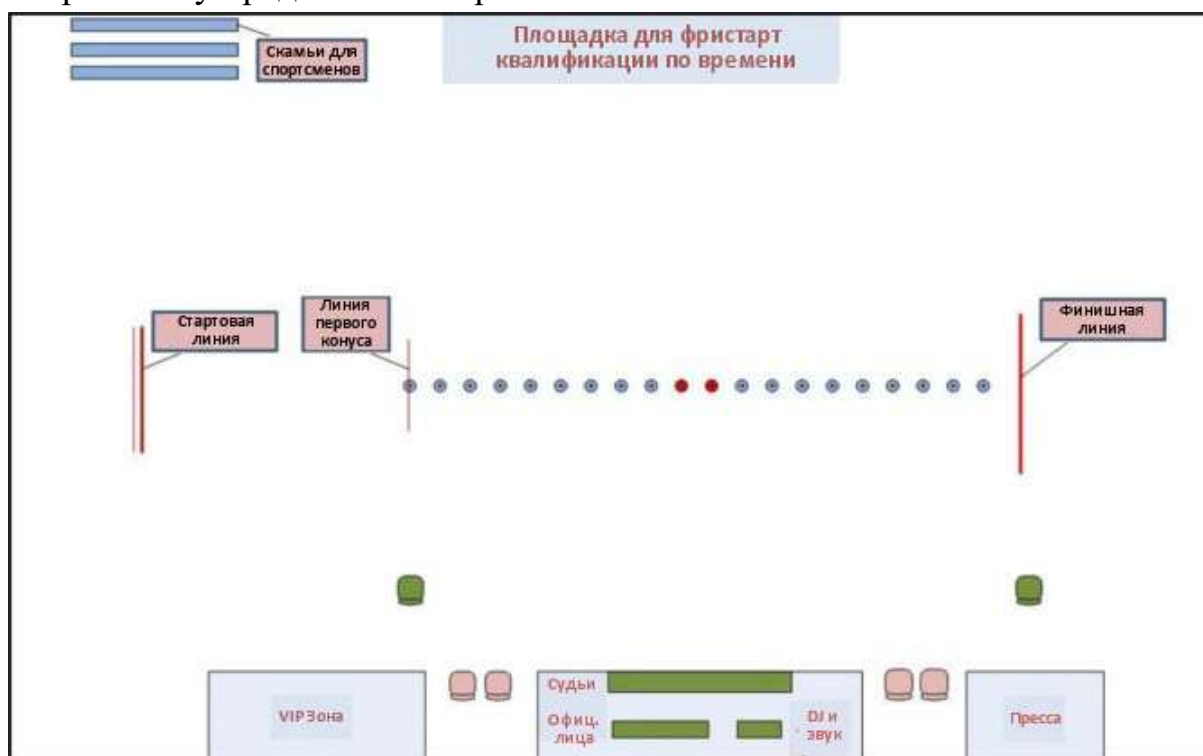 Скамьи для
спортсменов
Площадка для фристарт
квалификации по времени
Стартовая
линия
Линия
первого
конуса
Финишная
линия
VIP Зона
Судьи
Офиц.
лица
DJ и
звук
Пресса